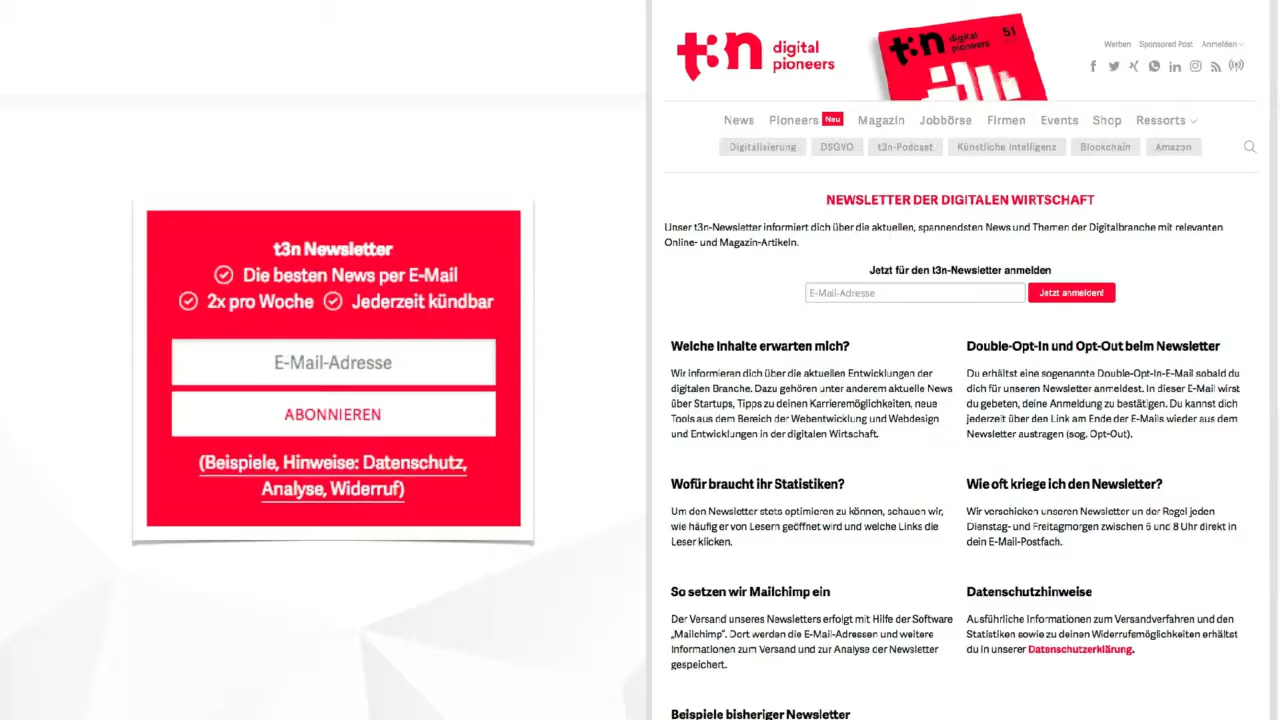 t3n Newsletter
Die besten News per E-Mail
2x pro Woche Jederzeit kündbar
E-Mail-Adresse
ABONNIEREN
(Beispiele, Hinweise: Datenschutz,
Analyse, Widerruf)
t3n digital
pioneers
t3n digital
pioneers
51
Werben Sponsored Post Anmelden
News Pioneers Neu Magazin Jobbörse Firmen Events Shop Ressorts
Digitalisierung DSGVO t3n-Podcast Künstliche Intelligenz Blockchain Amazon
NEWSLETTER DER DIGITALEN WIRTSCHAFT
Unser t3n-Newsletter informiert dich über die aktuellen, spannendsten News und Themen der Digitalbranche mit relevanten
Online- und Magazin-Artikeln.
Jetzt für den t3n-Newsletter anmelden
E-Mail-Adresse Jetzt anmelden!
Welche Inhalte erwarten mich?
Wir informieren dich über die aktuellen Entwicklungen der
digitalen Branche. Dazu gehören unter anderem aktuelle News
über Startups, Tipps zu deinen Karrieremöglichkeiten, neue
Tools aus dem Bereich der Webentwicklung und Webdesign
und Entwicklungen in der digitalen Wirtschaft.
Double-Opt-In und Opt-Out beim Newsletter
Du erhältst eine sogenannte Double-Opt-In-E-Mail sobald du
dich für unseren Newsletter anmeldest. In dieser E-Mail wirst
du gebeten, deine Anmeldung zu bestätigen. Du kannst dich
jederzeit über den Link am Ende der E-Mails wieder aus dem
Newsletter austragen (sog. Opt-Out).
Wofür braucht ihr Statistiken?
Um den Newsletter stets optimieren zu können, schauen wir,
wie häufig er von Lesern geöffnet wird und welche Links die
Leser klicken.
Wie oft kriege ich den Newsletter?
Wir verschicken unseren Newsletter un der Regel jeden
Dienstag- und Freitagmorgen zwischen 6 und 8 Uhr direkt in
dein E-Mail-Postfach.
So setzen wir Mailchimp ein
Der Versand unseres Newsletters erfolgt mit Hilfe der Software
„Mailchimp“. Dort werden die E-Mail-Adressen und weitere
Informationen zum Versand und zur Analyse der Newsletter
gespeichert.
Datenschutzhinweise
Ausführliche Informationen zum Versandverfahren und den
Statistiken sowie zu deinen Widerrufsmöglichkeiten erhältst
du in unserer Datenschutzerklärung.
Beispiele bisheriger Newsletter